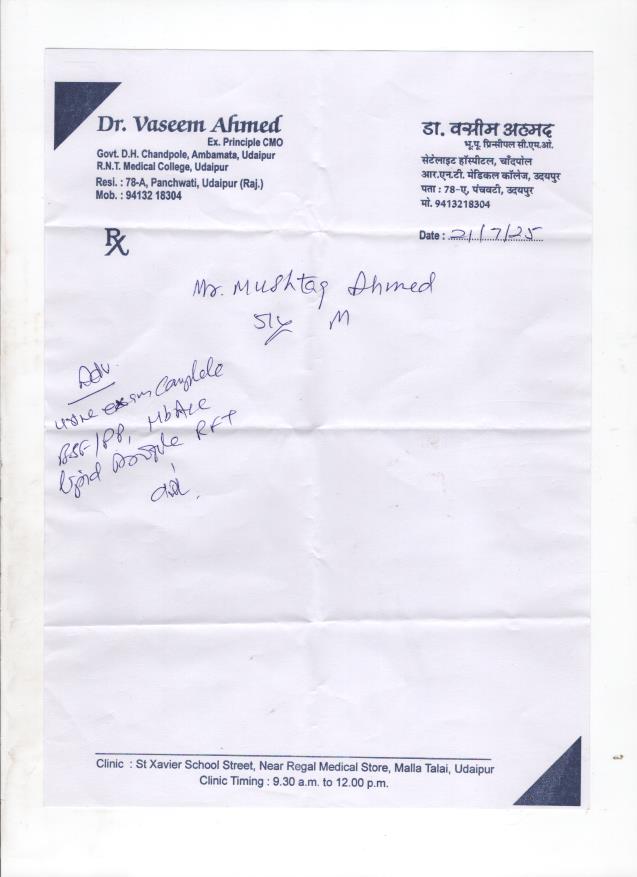 Dr. Vaseem Ahmed
Ex. Principle CMO
Govt. D.H. Chandpole, Ambamata, Udaipur
R.N.T. Medical College, Udaipur
Resi. : 78-A, Panchwati, Udaipur (Raj.)
Mob. : 94132 18304
डा. वसीम अहमद
भू.पू. प्रिन्सीपल सी.एम.ओ.
सेटेलाइट हॉस्पीटल, चाँदपोल
आर.एन.टी. मेडिकल कॉलेज, उदयपुर
पता : 78-ए, पंचवटी, उदयपुर
मो. 9413218304
Rx
Date : 21/7/25
Mr. Mushtaq Ahmed
M
Adv.
Complete
BSF/PP, HbA1c
Lipid Profile RFT
Clinic : St Xavier School Street, Near Regal Medical Store, Malla Talai, Udaipur
Clinic Timing : 9.30 a.m. to 12.00 p.m.